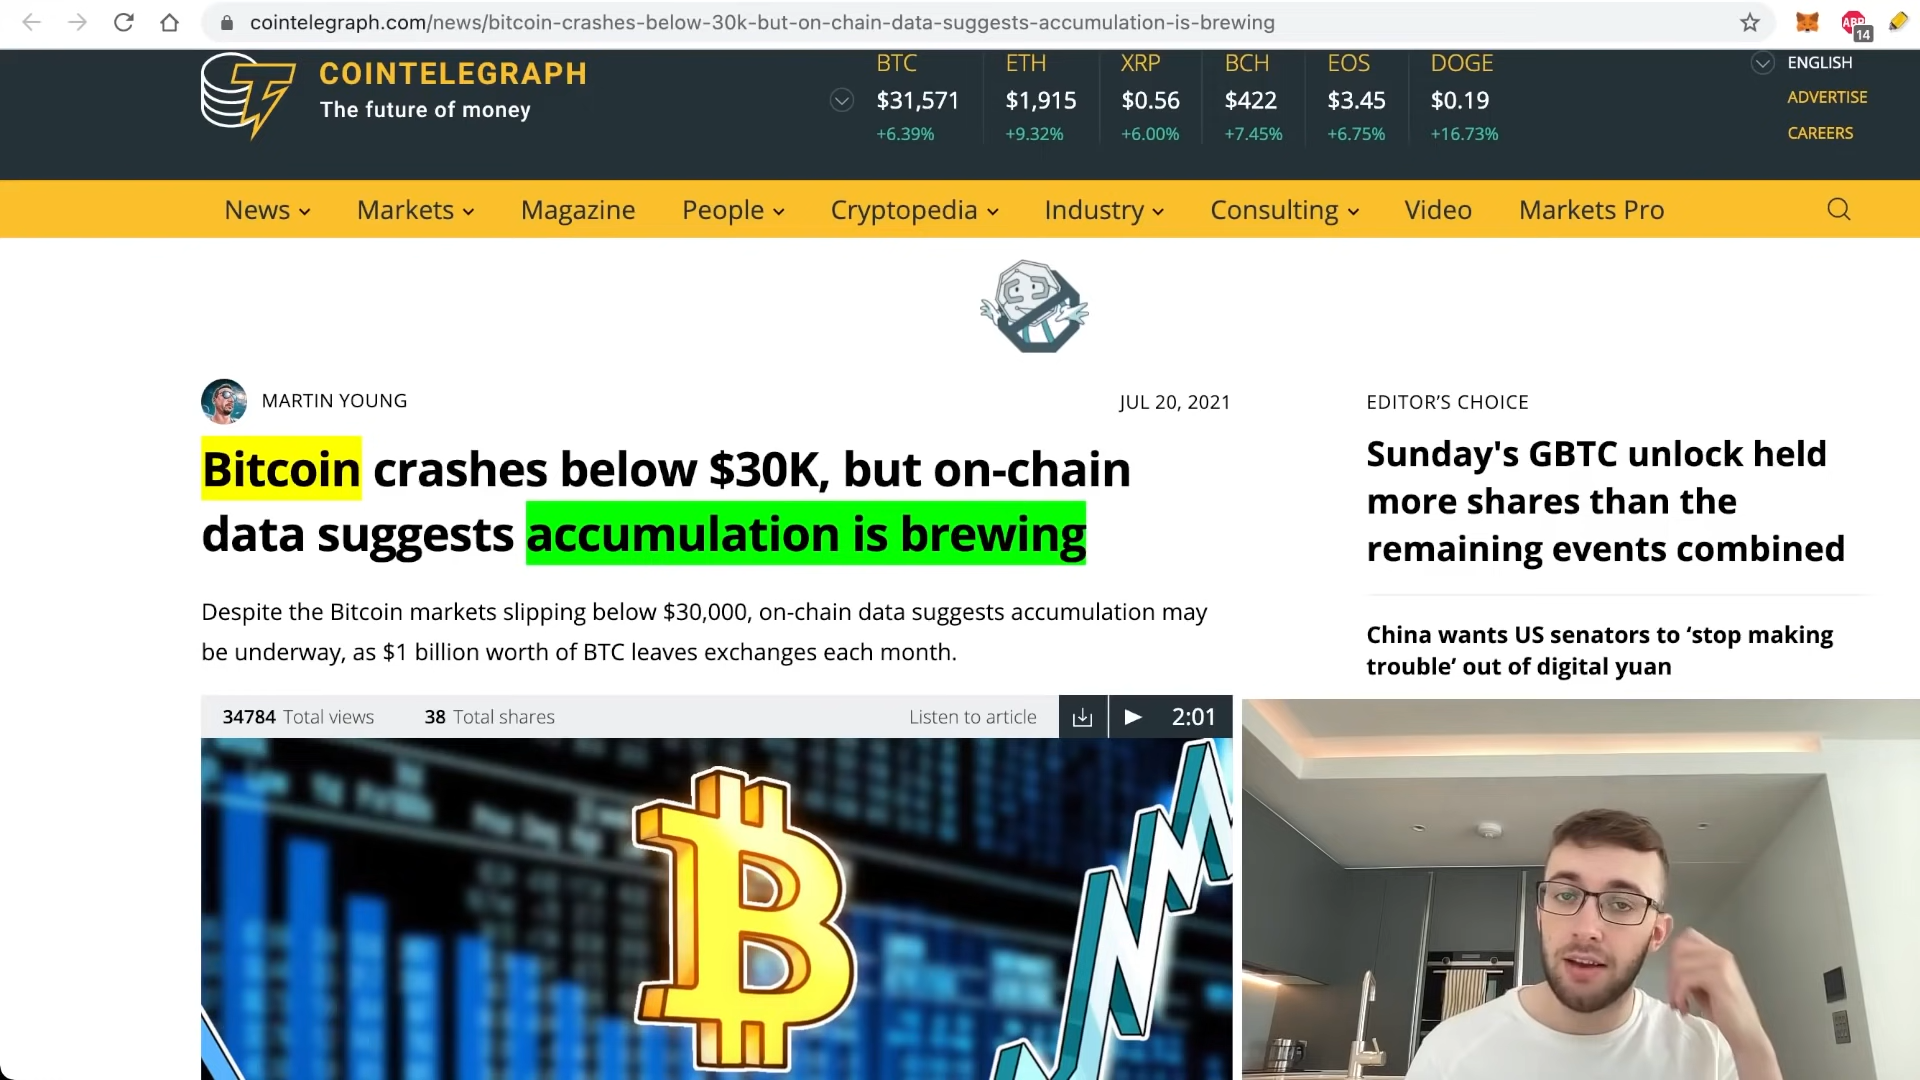 cointelegraph.com/news/bitcoin-crashes-below-30k-but-on-chain-data-suggests-accumulation-is-brewing
ABP
14
COINTELEGRAPH
The future of money
BTC
$31,571
+6.39%
ETH
$1,915
+9.32%
XRP
$0.56
+6.00%
BCH
$422
+7.45%
EOS
$3.45
+6.75%
DOGE
$0.19
+16.73%
ENGLISH
ADVERTISE
CAREERS
News Markets Magazine People Cryptopedia Industry Consulting Video Markets Pro
MARTIN YOUNG
JUL 20, 2021
Bitcoin crashes below $30K, but on-chain
data suggests accumulation is brewing
Despite the Bitcoin markets slipping below $30,000, on-chain data suggests accumulation may
be underway, as $1 billion worth of BTC leaves exchanges each month.
34784 Total views 38 Total shares Listen to article 2:01
EDITOR’S CHOICE
Sunday's GBTC unlock held
more shares than the
remaining events combined
China wants US senators to ‘stop making
trouble’ out of digital yuan